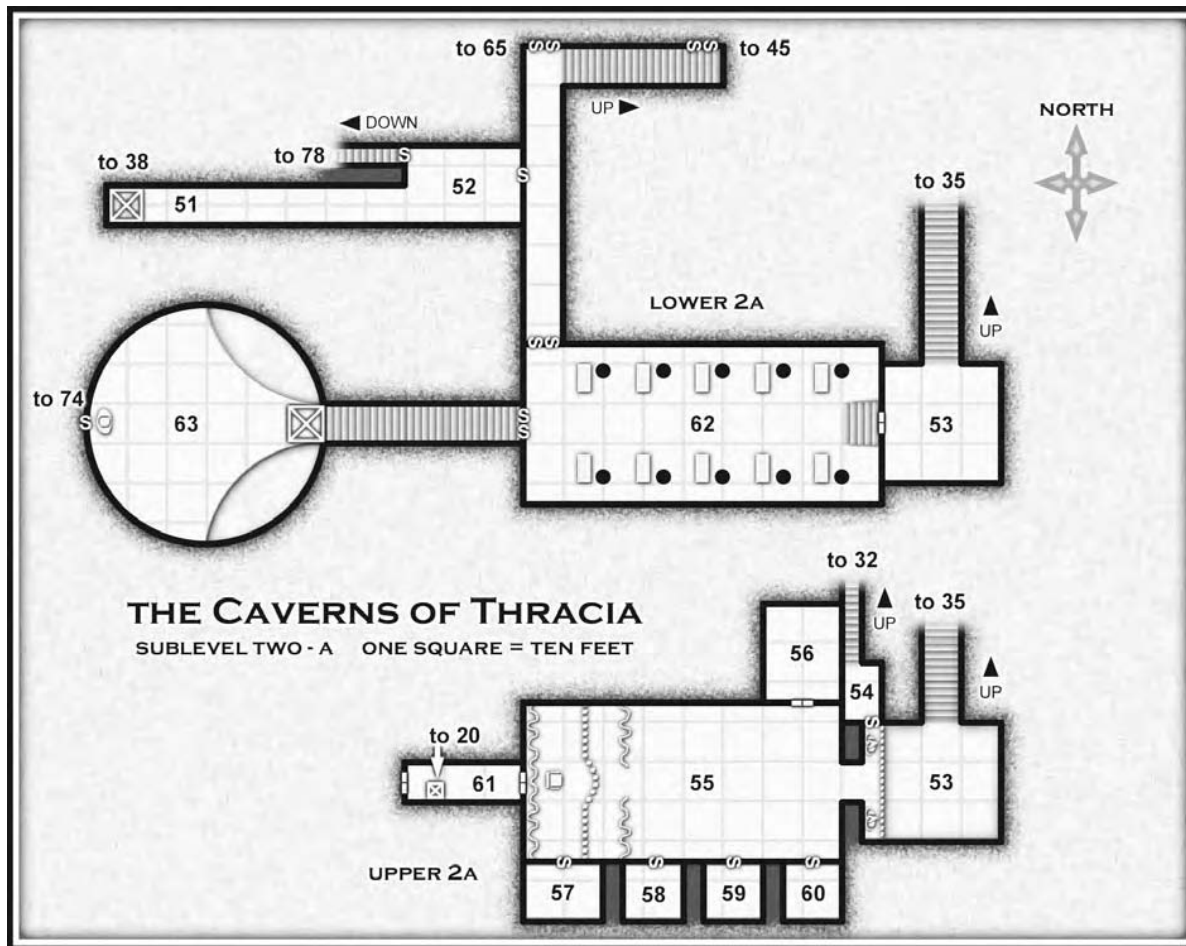 to 65
to 45
UP
DOWN
to 38
to 78
S
S
52
51
NORTH
to 35
LOWER 2A
UP
to 74
S
63
62
53
THE CAVERNS OF THRACIA
SUBLEVEL TWO - A ONE SQUARE = TEN FEET
to 32
UP
to 35
56
54
UP
S
to 20
61
55
53
UPPER 2A
S S S S
57 58 59 60